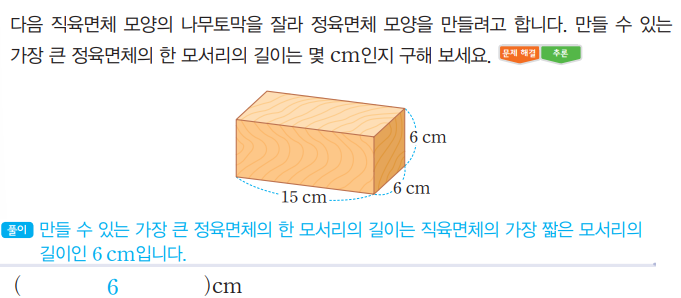 다음 직육면체 모양의 나무토막을 잘라 정육면체 모양을 만들려고 합니다. 만들 수 있는
가장 큰 정육면체의 한 모서리의 길이는 몇 cm인지 구해 보세요. 문제 해결 추론
6 cm
15 cm
6 cm
풀이 만들 수 있는 가장 큰 정육면체의 한 모서리의 길이는 직육면체의 가장 짧은 모서리의
길이인 6 cm입니다.
( 6 )cm